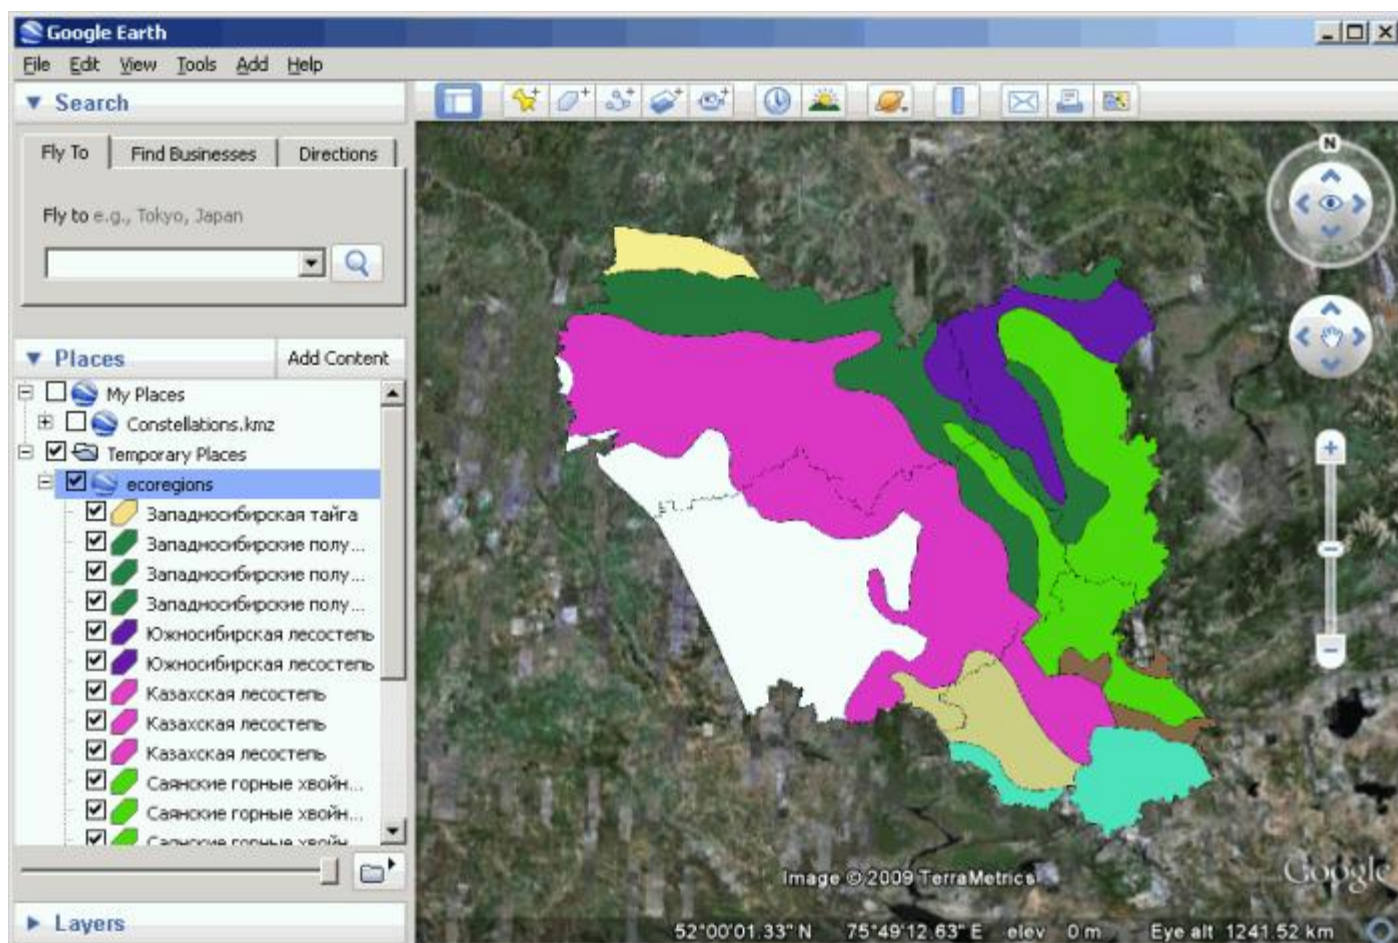 Google Earth
File Edit View Tools Add Help
Search
Fly To Find Businesses Directions
Fly to e.g., Tokyo, Japan
Places Add Content
My Places
Constellations.kmz
Temporary Places
ecoregions
Западносибирская тайга
Западносибирские полу...
Западносибирские полу...
Западносибирские полу...
Южносибирская лесостепь
Южносибирская лесостепь
Казахская лесостепь
Казахская лесостепь
Казахская лесостепь
Саянские горные хвойн...
Саянские горные хвойн...
Саянские горные хвойн
Layers
N
Image © 2009 TerraMetrics
Google
52°00'01.33" N 75°49'12.63" E elev 0 m Eye alt 1241.52 km